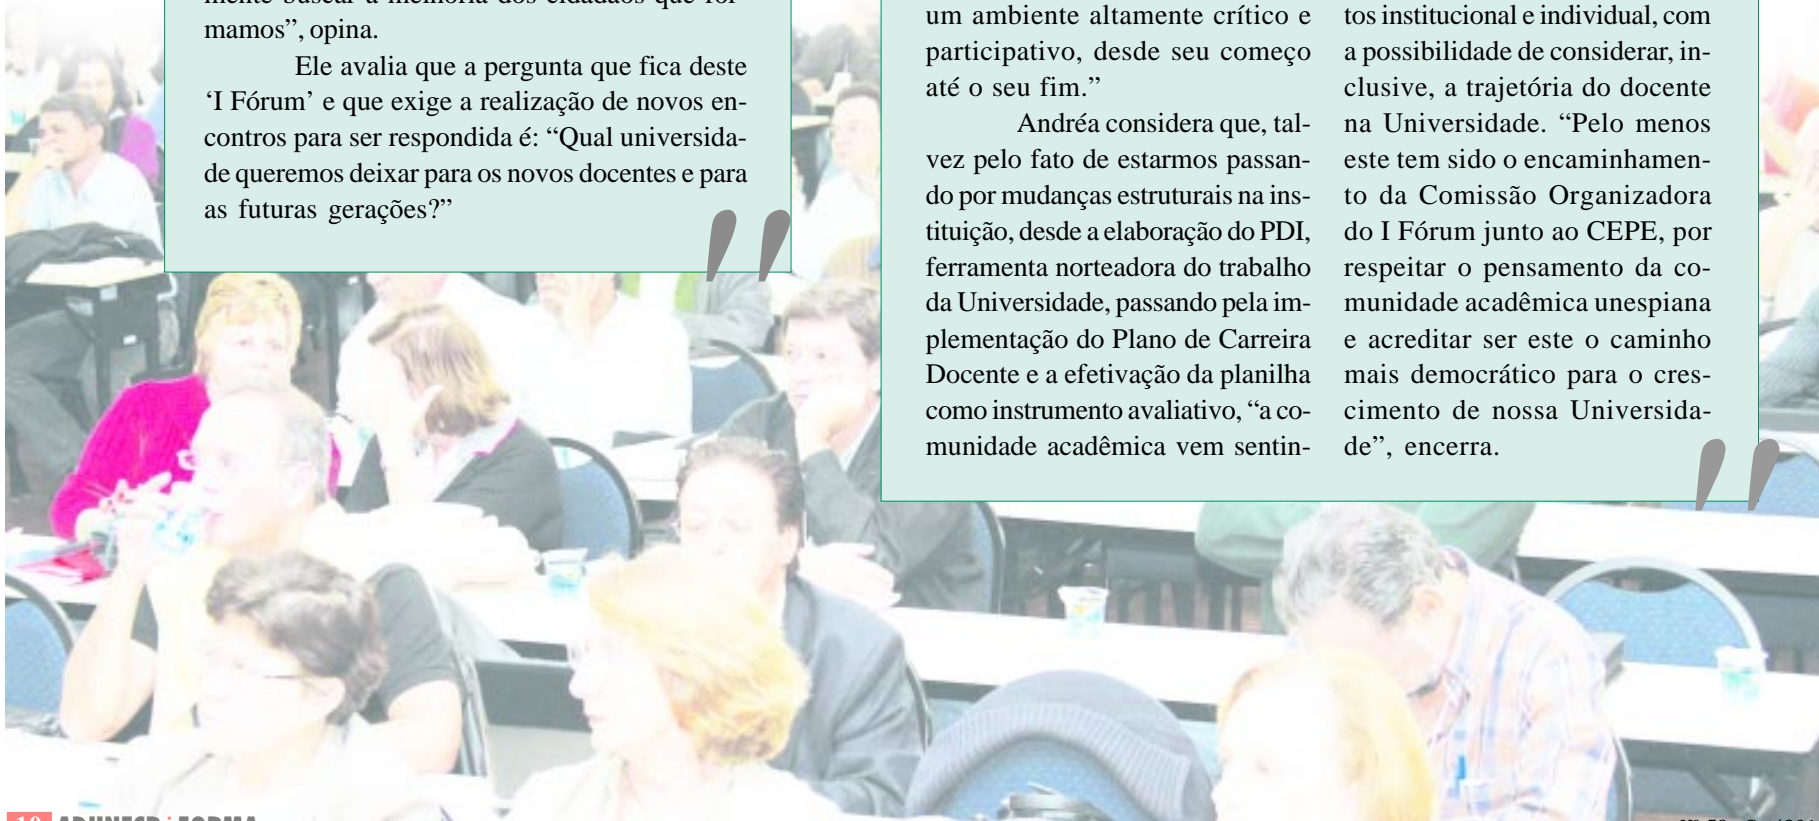 mente buscar a memória dos cidadãos que for-
mamos”, opina.
Ele avalia que a pergunta que fica deste
‘I Fórum’ e que exige a realização de novos en-
contros para ser respondida é: “Qual universida-
de queremos deixar para os novos docentes e para
as futuras gerações?”
um ambiente altamente crítico e
participativo, desde seu começo
até o seu fim.”
Andréa considera que, tal-
vez pelo fato de estarmos passan-
do por mudanças estruturais na ins-
tituição, desde a elaboração do PDI,
ferramenta norteadora do trabalho
da Universidade, passando pela im-
plementação do Plano de Carreira
Docente e a efetivação da planilha
como instrumento avaliativo, “a co-
munidade acadêmica vem sentin-
tos institucional e individual, com
a possibilidade de considerar, in-
clusive, a trajetória do docente
na Universidade. “Pelo menos
este tem sido o encaminhamen-
to da Comissão Organizadora
do I Fórum junto ao CEPE, por
respeitar o pensamento da co-
munidade acadêmica unespiana
e acreditar ser este o caminho
mais democrático para o cres-
cimento de nossa Universida-
de”, encerra.